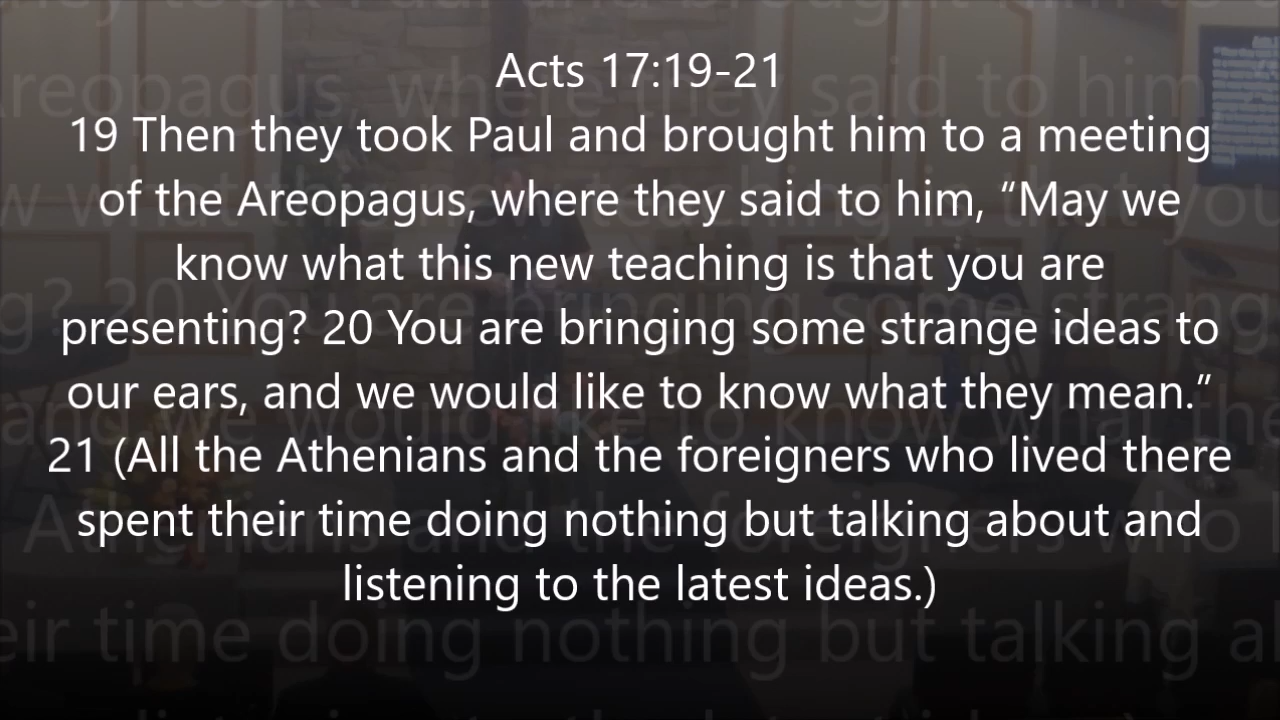 Acts 17:19-21
19 Then they took Paul and brought him to a meeting
of the Areopagus, where they said to him, “May we
know what this new teaching is that you are
presenting? 20 You are bringing some strange ideas to
our ears, and we would like to know what they mean.”
21 (All the Athenians and the foreigners who lived there
spent their time doing nothing but talking about and
listening to the latest ideas.)